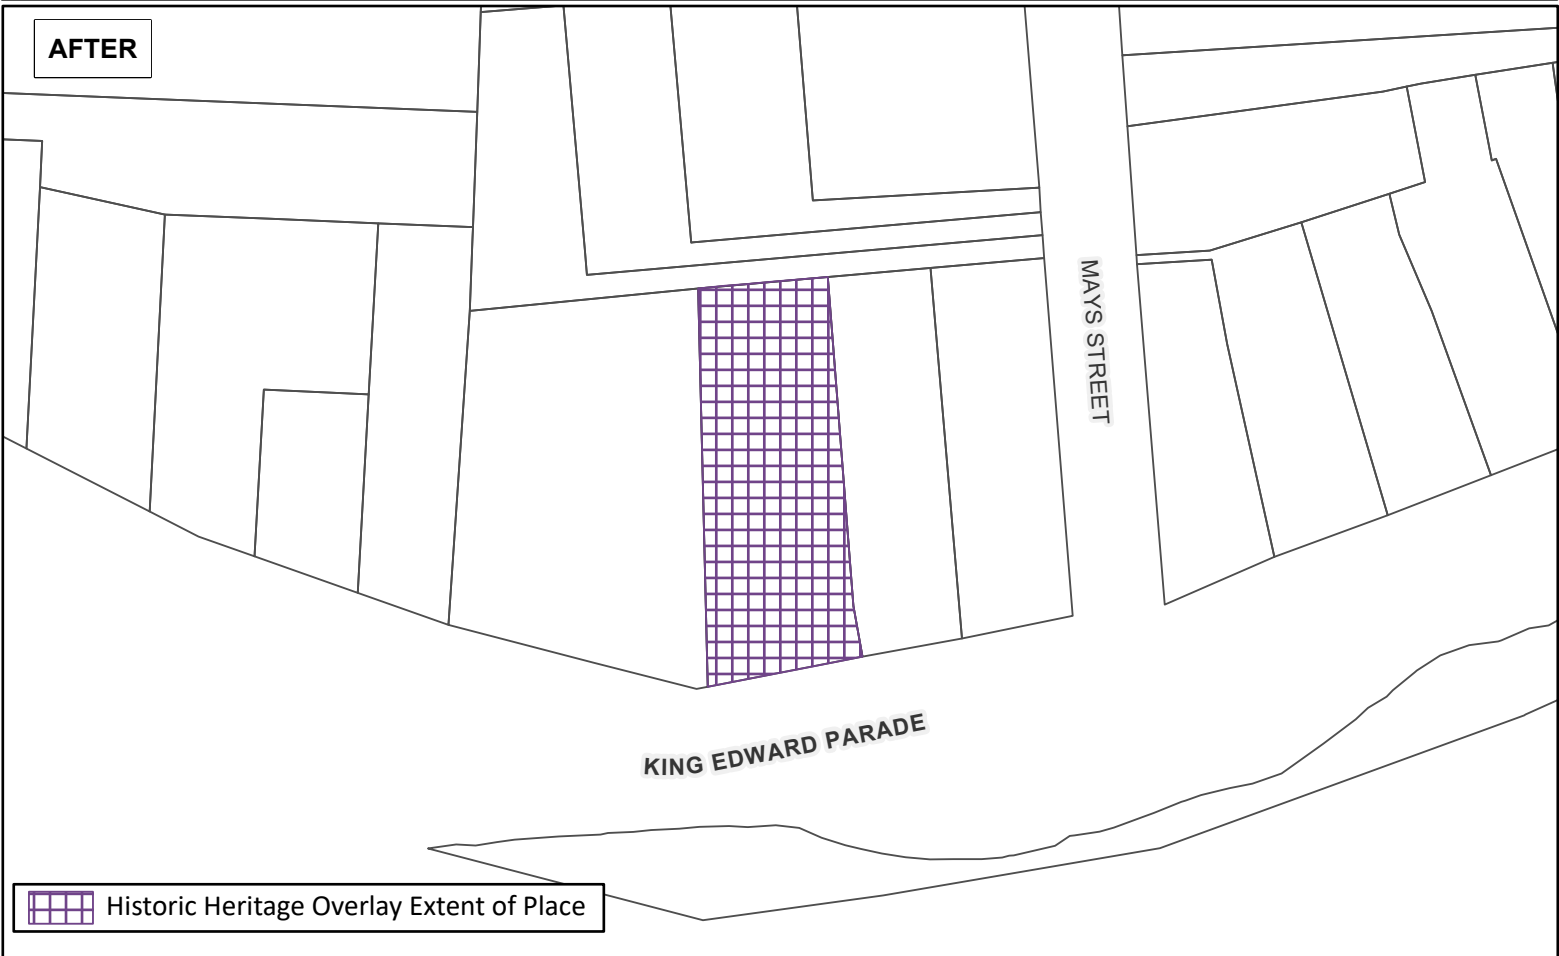 AFTER
MAYS STREET
KING EDWARD PARADE
Historic Heritage Overlay Extent of Place